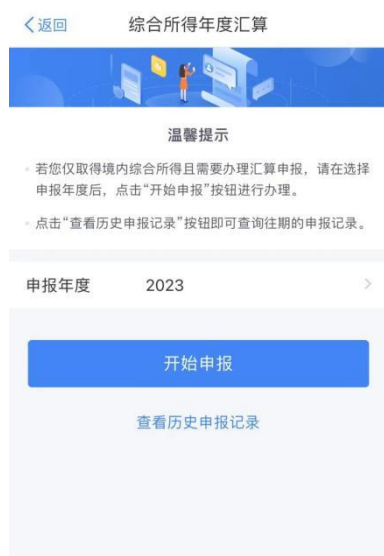 返回 综合所得年度汇算
温馨提示
若您仅取得境内综合所得且需要办理汇算申报，请在选择
申报年度后，点击“开始申报”按钮进行办理。
点击“查看历史申报记录”按钮即可查询往期的申报记录。
申报年度 2023
开始申报
查看历史申报记录